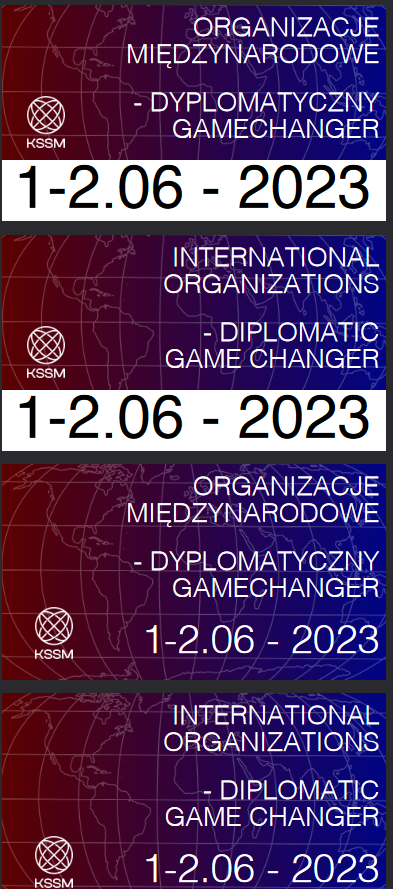 ORGANIZACJE
MIĘDZYNARODOWE
- DYPLOMATYCZNY
GAMECHANGER
KSSM
1-2.06 - 2023
INTERNATIONAL
ORGANIZATIONS
- DIPLOMATIC
GAME CHANGER
KSSM
1-2.06 - 2023
ORGANIZACJE
MIĘDZYNARODOWE
- DYPLOMATYCZNY
GAMECHANGER
KSSM
1-2.06 - 2023
INTERNATIONAL
ORGANIZATIONS
- DIPLOMATIC
GAME CHANGER
KSSM
1-2.06 - 2023